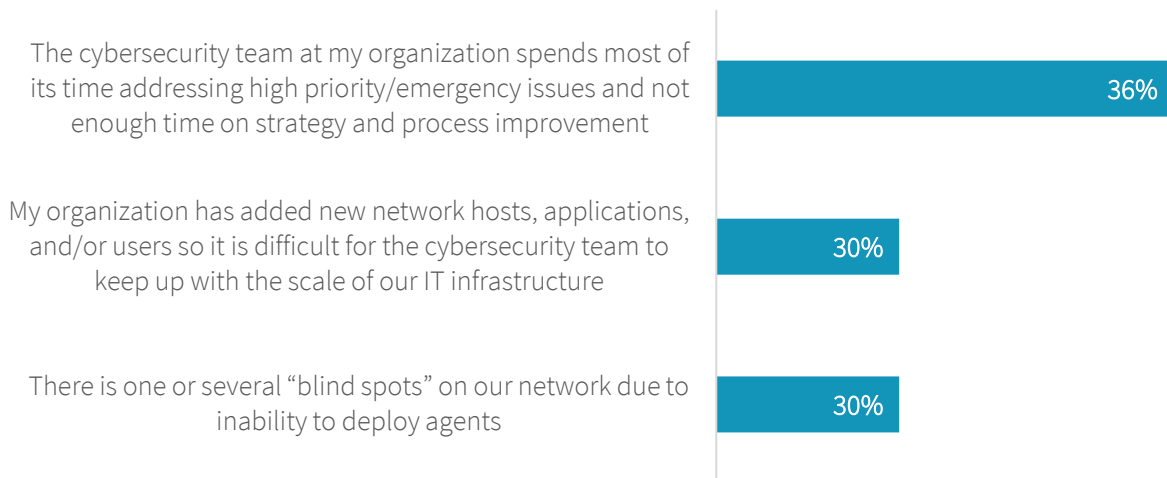 The cybersecurity team at my organization spends most of
its time addressing high priority/emergency issues and not
enough time on strategy and process improvement
36%
My organization has added new network hosts, applications,
and/or users so it is difficult for the cybersecurity team to
keep up with the scale of our IT infrastructure
30%
There is one or several “blind spots” on our network due to
inability to deploy agents
30%